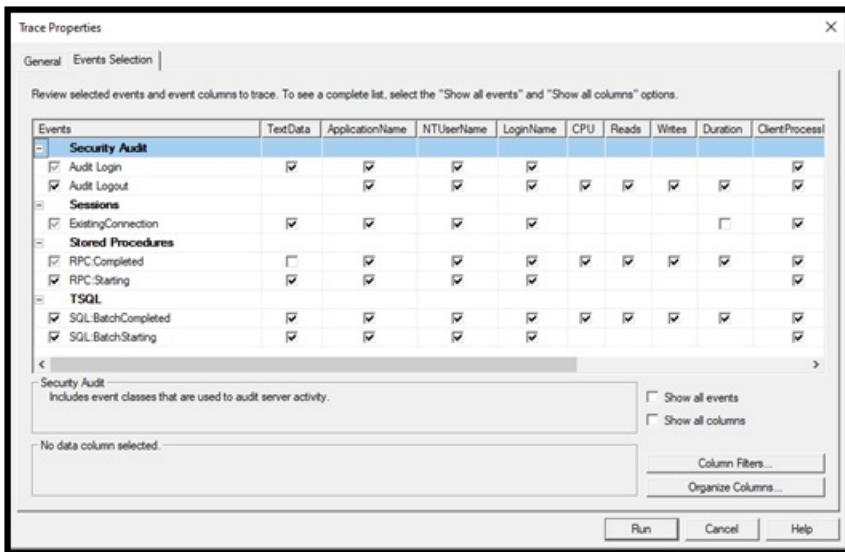 Trace Properties
General Events Selection
Review selected events and event columns to trace. To see a complete list, select the "Show all events" and "Show all columns" options.
Events TextData ApplicationName NTUserName LoginName CPU Reads Writes Duration ClientProcessI
Security Audit
Audit Login
Audit Logout
Sessions
ExistingConnection
Stored Procedures
RPC:Completed
RPC:Starting
TSQL
SQL:BatchCompleted
SQL:BatchStarting
Security Audit
Includes event classes that are used to audit server activity.
Show all events
Show all columns
No data column selected.
Column Filters...
Organize Columns...
Run Cancel Help